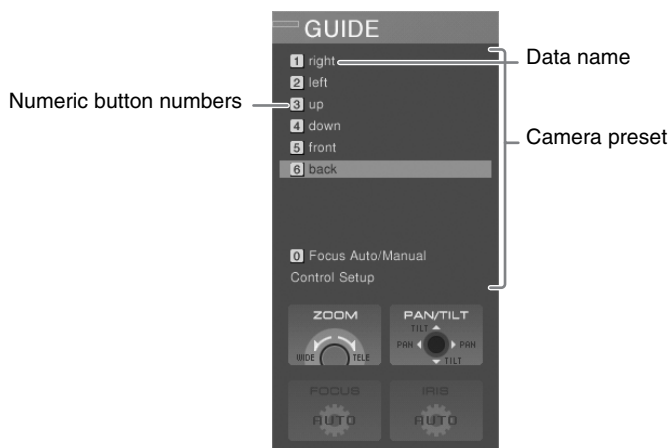 GUIDE
1 right
Data name
2 left
Numeric button numbers
3 up
4 down
Camera preset
5 front
6 back
0 Focus Auto/Manual
Control Setup
ZOOM
WIDE
TELE
PAN/TILT
TILT
PAN
PAN
TILT
FOCUS
AUTO
IRIS
AUTO